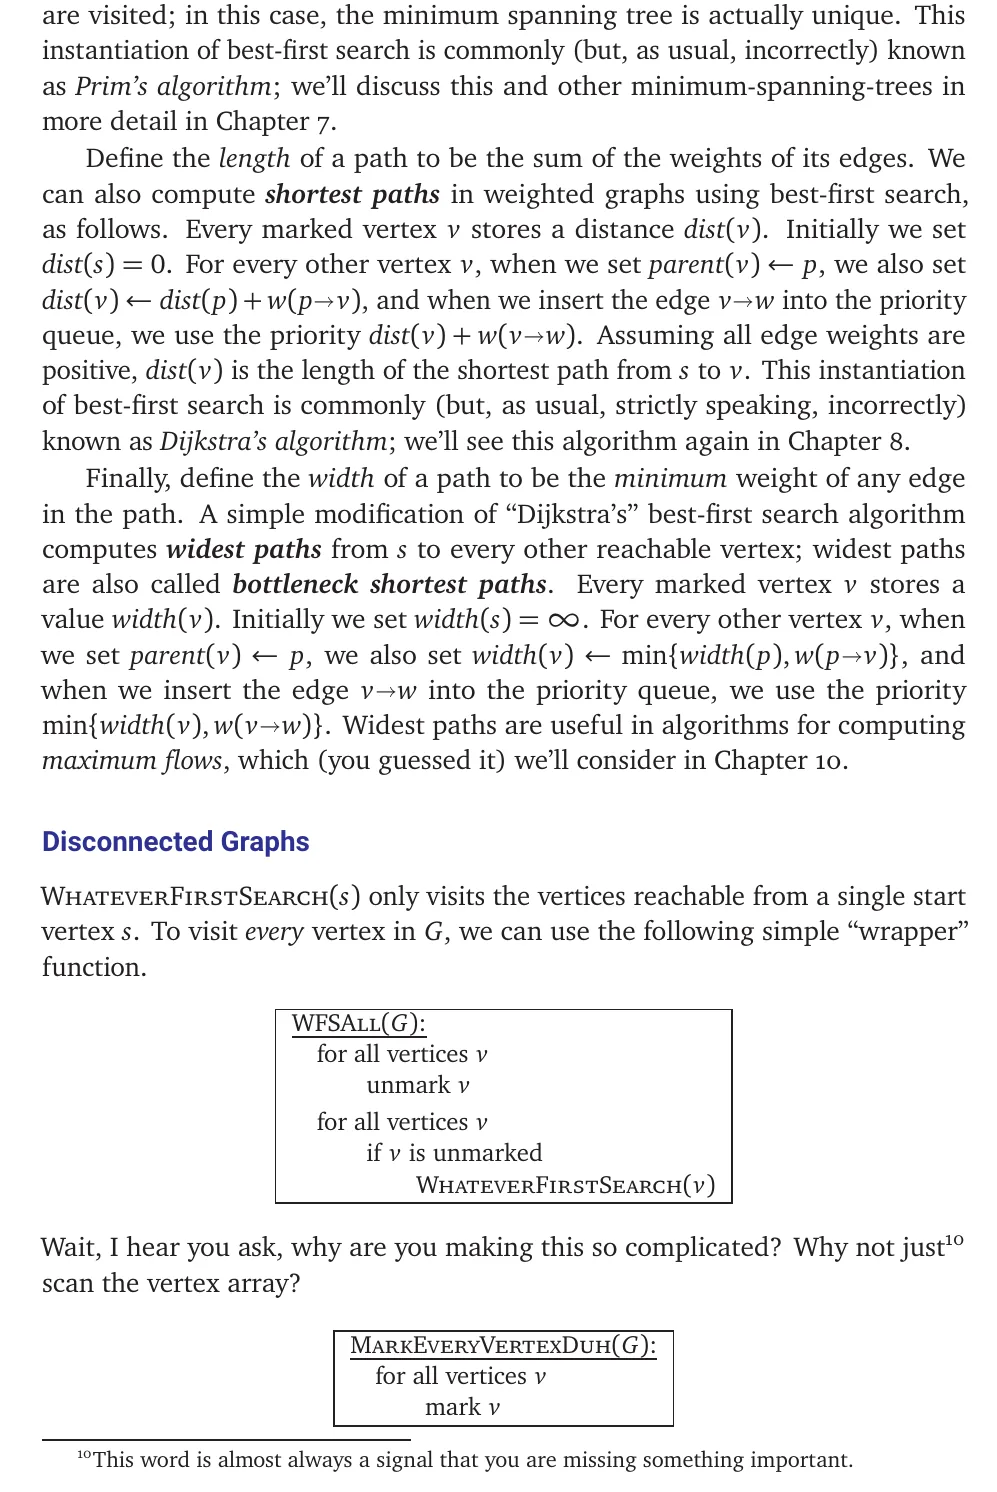 are visited; in this case, the minimum spanning tree is actually unique. This
instantiation of best-first search is commonly (but, as usual, incorrectly) known
as Prim’s algorithm; we’ll discuss this and other minimum-spanning-trees in
more detail in Chapter 7.
Define the length of a path to be the sum of the weights of its edges. We
can also compute shortest paths in weighted graphs using best-first search,
as follows. Every marked vertex v stores a distance dist(v). Initially we set
dist(s) = 0. For every other vertex v, when we set parent(v) ← p, we also set
dist(v) ← dist(p) + w(p→v), and when we insert the edge v→w into the priority
queue, we use the priority dist(v) + w(v→w). Assuming all edge weights are
positive, dist(v) is the length of the shortest path from s to v. This instantiation
of best-first search is commonly (but, as usual, strictly speaking, incorrectly)
known as Dijkstra’s algorithm; we’ll see this algorithm again in Chapter 8.
Finally, define the width of a path to be the minimum weight of any edge
in the path. A simple modification of “Dijkstra’s” best-first search algorithm
computes widest paths from s to every other reachable vertex; widest paths
are also called bottleneck shortest paths. Every marked vertex v stores a
value width(v). Initially we set width(s) = ∞. For every other vertex v, when
we set parent(v) ← p, we also set width(v) ← min{width(p), w(p→v)}, and
when we insert the edge v→w into the priority queue, we use the priority
min{width(v), w(v→w)}. Widest paths are useful in algorithms for computing
maximum flows, which (you guessed it) we’ll consider in Chapter 10.
Disconnected Graphs
WhateverFirstSearch(s) only visits the vertices reachable from a single start
vertex s. To visit every vertex in G, we can use the following simple “wrapper”
function.
WFSAll(G):
for all vertices v
unmark v
for all vertices v
if v is unmarked
WhateverFirstSearch(v)
Wait, I hear you ask, why are you making this so complicated? Why not just¹⁰
scan the vertex array?
MarkEveryVertexDuh(G):
for all vertices v
mark v
¹⁰This word is almost always a signal that you are missing something important.